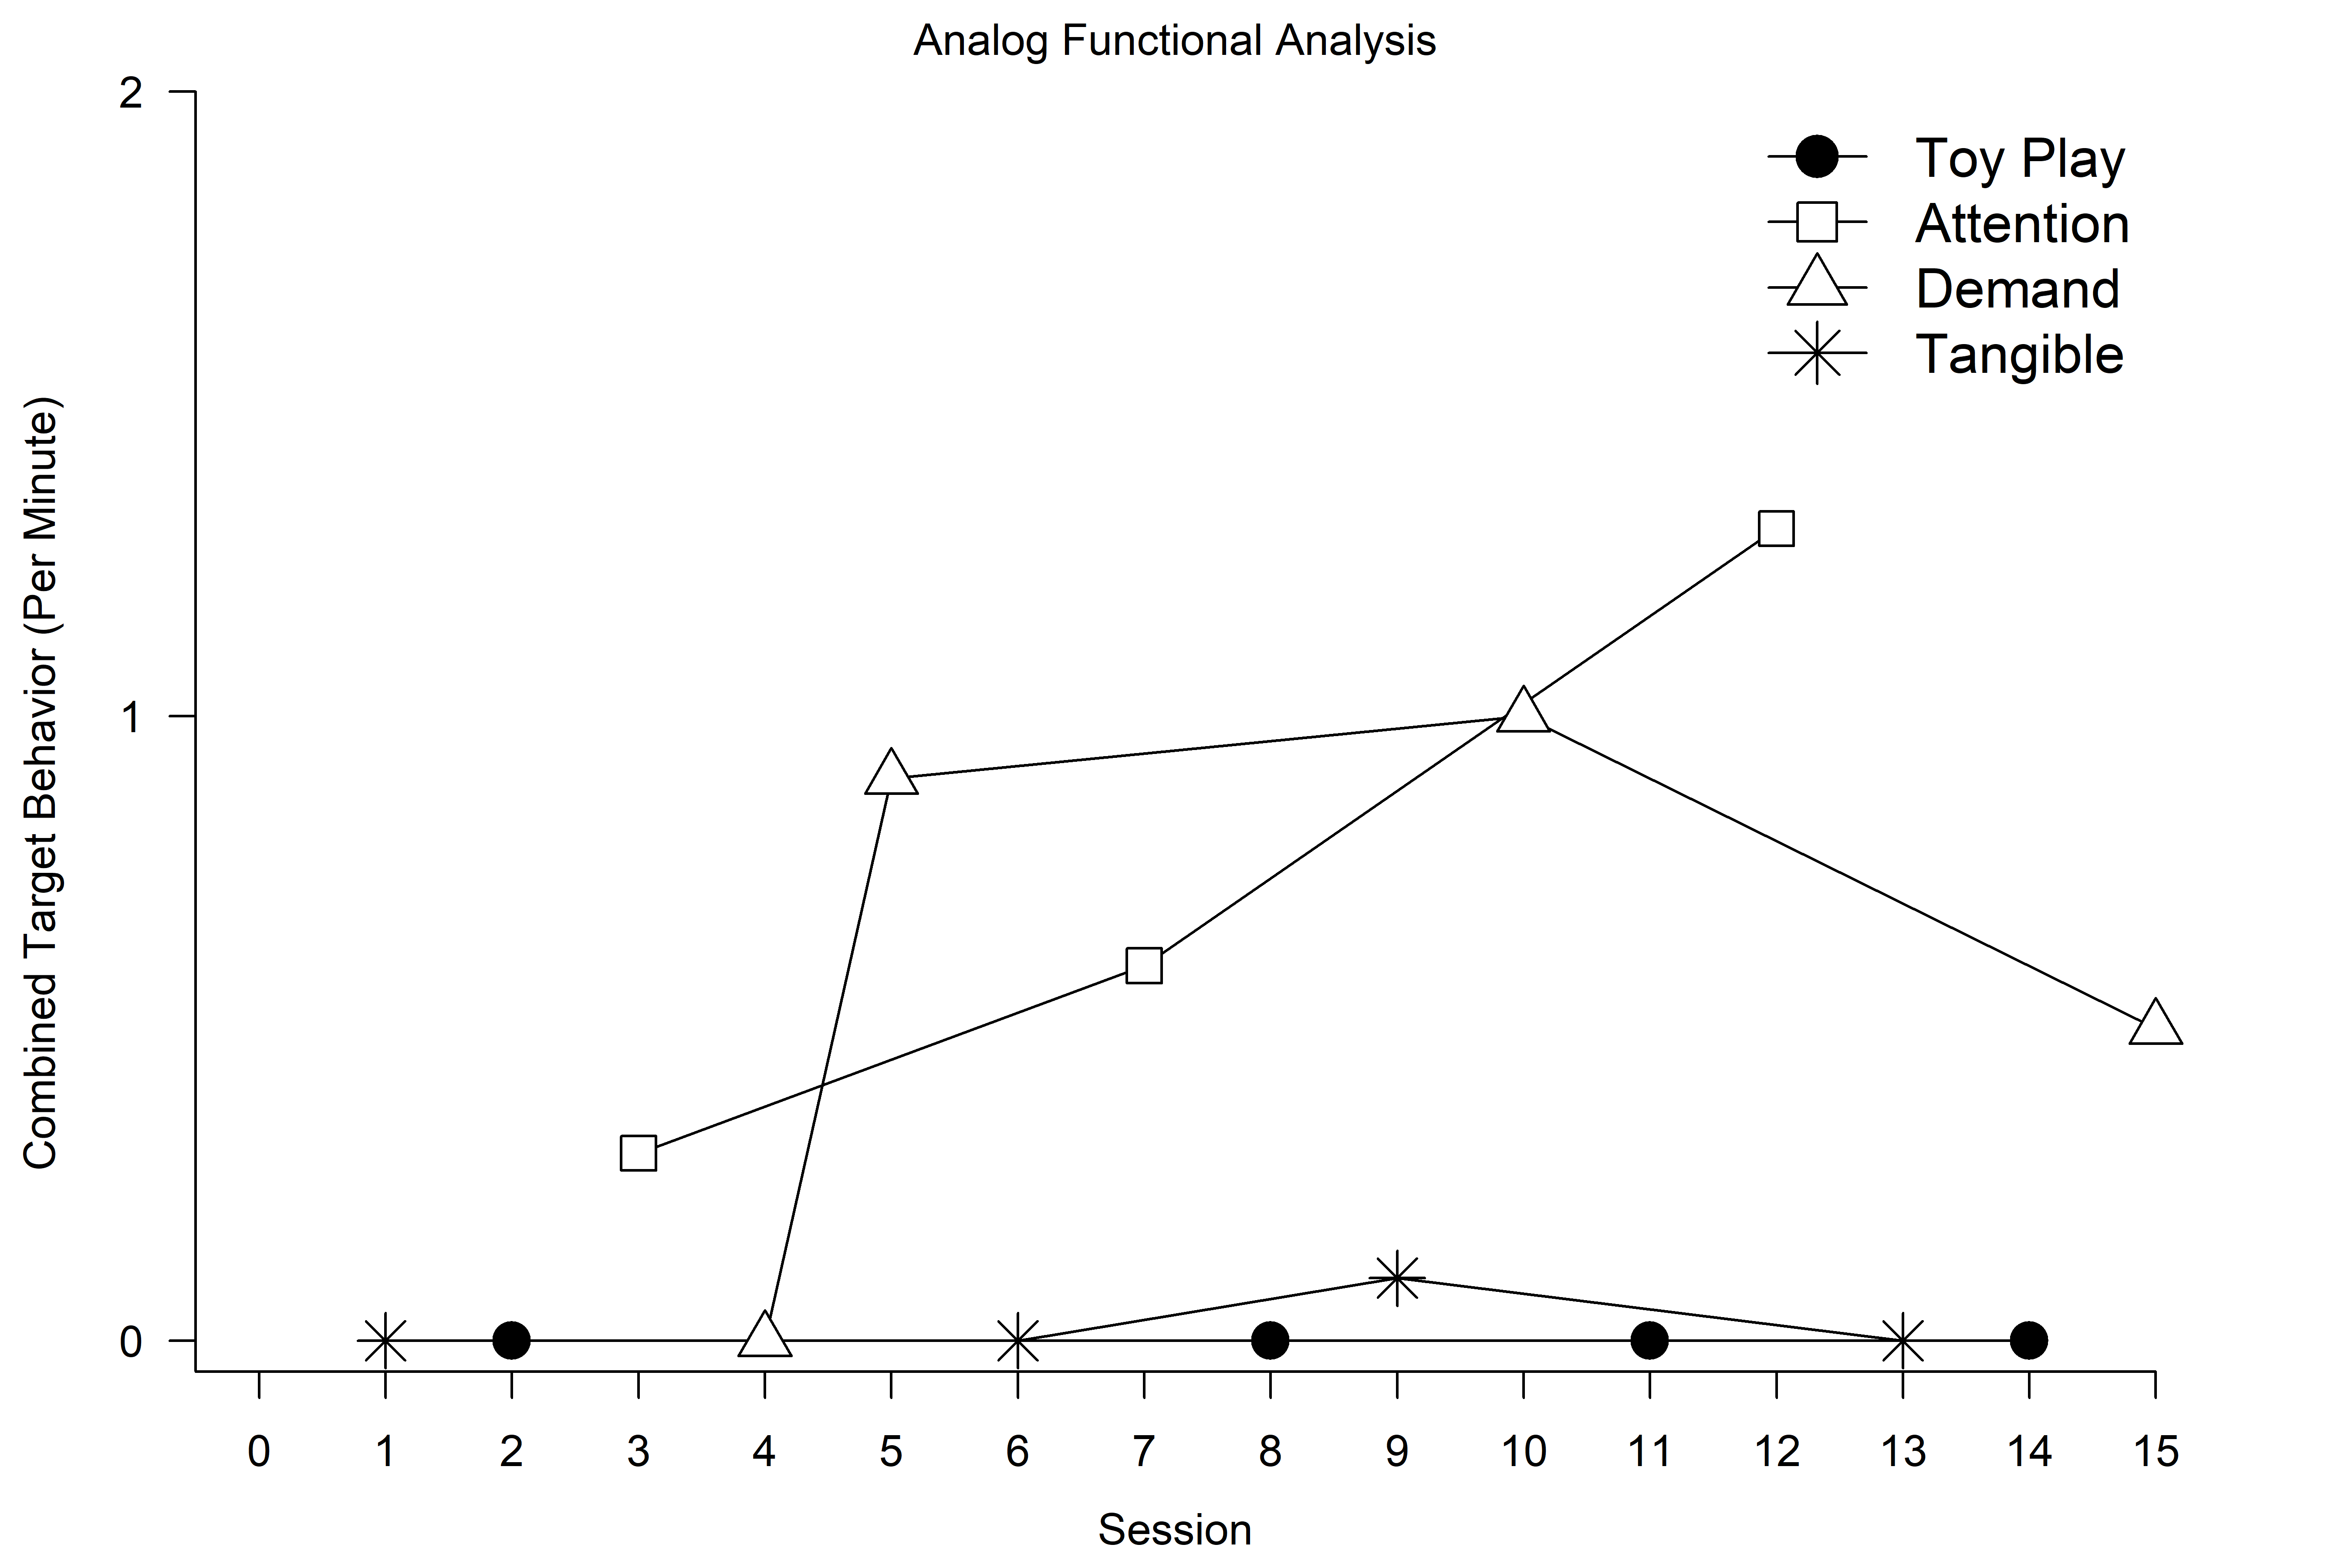 Analog Functional Analysis
2
1
0
Combined Target Behavior (Per Minute)
Toy Play
Attention
Demand
Tangible
0 1 2 3 4 5 6 7 8 9 10 11 12 13 14 15
Session